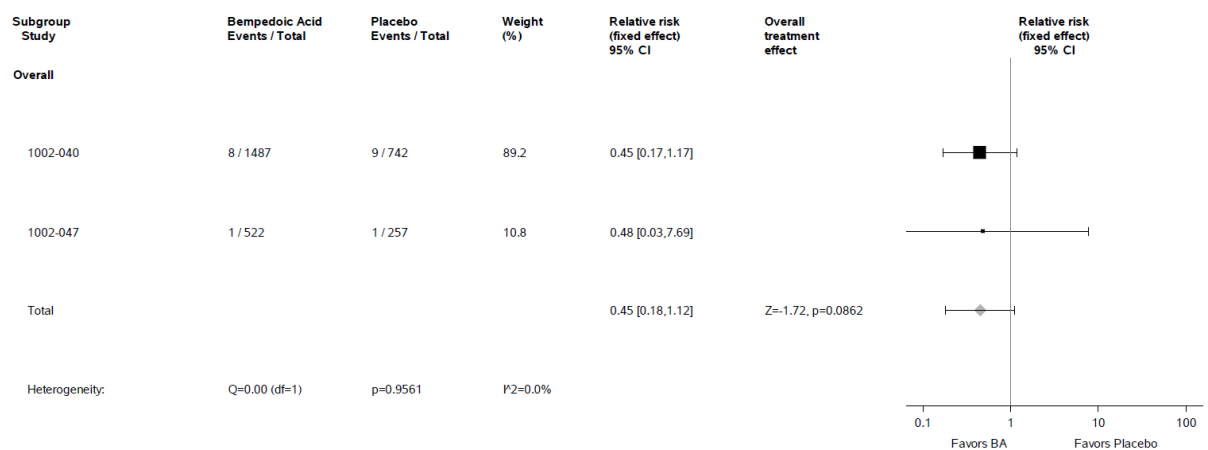 Subgroup Bempedoic Acid Placebo Weight Relative risk Overall Relative risk
Study Events / Total Events / Total (%) (fixed effect) treatment (fixed effect)
95% CI effect 95% CI
Overall
1002-040 8 / 1487 9 / 742 89.2 0.45 [0.17,1.17]
1002-047 1 / 522 1 / 257 10.8 0.48 [0.03,7.69]
Total 0.45 [0.18,1.12] Z=-1.72, p=0.0862
Heterogeneity: Q=0.00 (df=1) p=0.9561 I^2=0.0%
0.1 1 10 100
Favors BA Favors Placebo